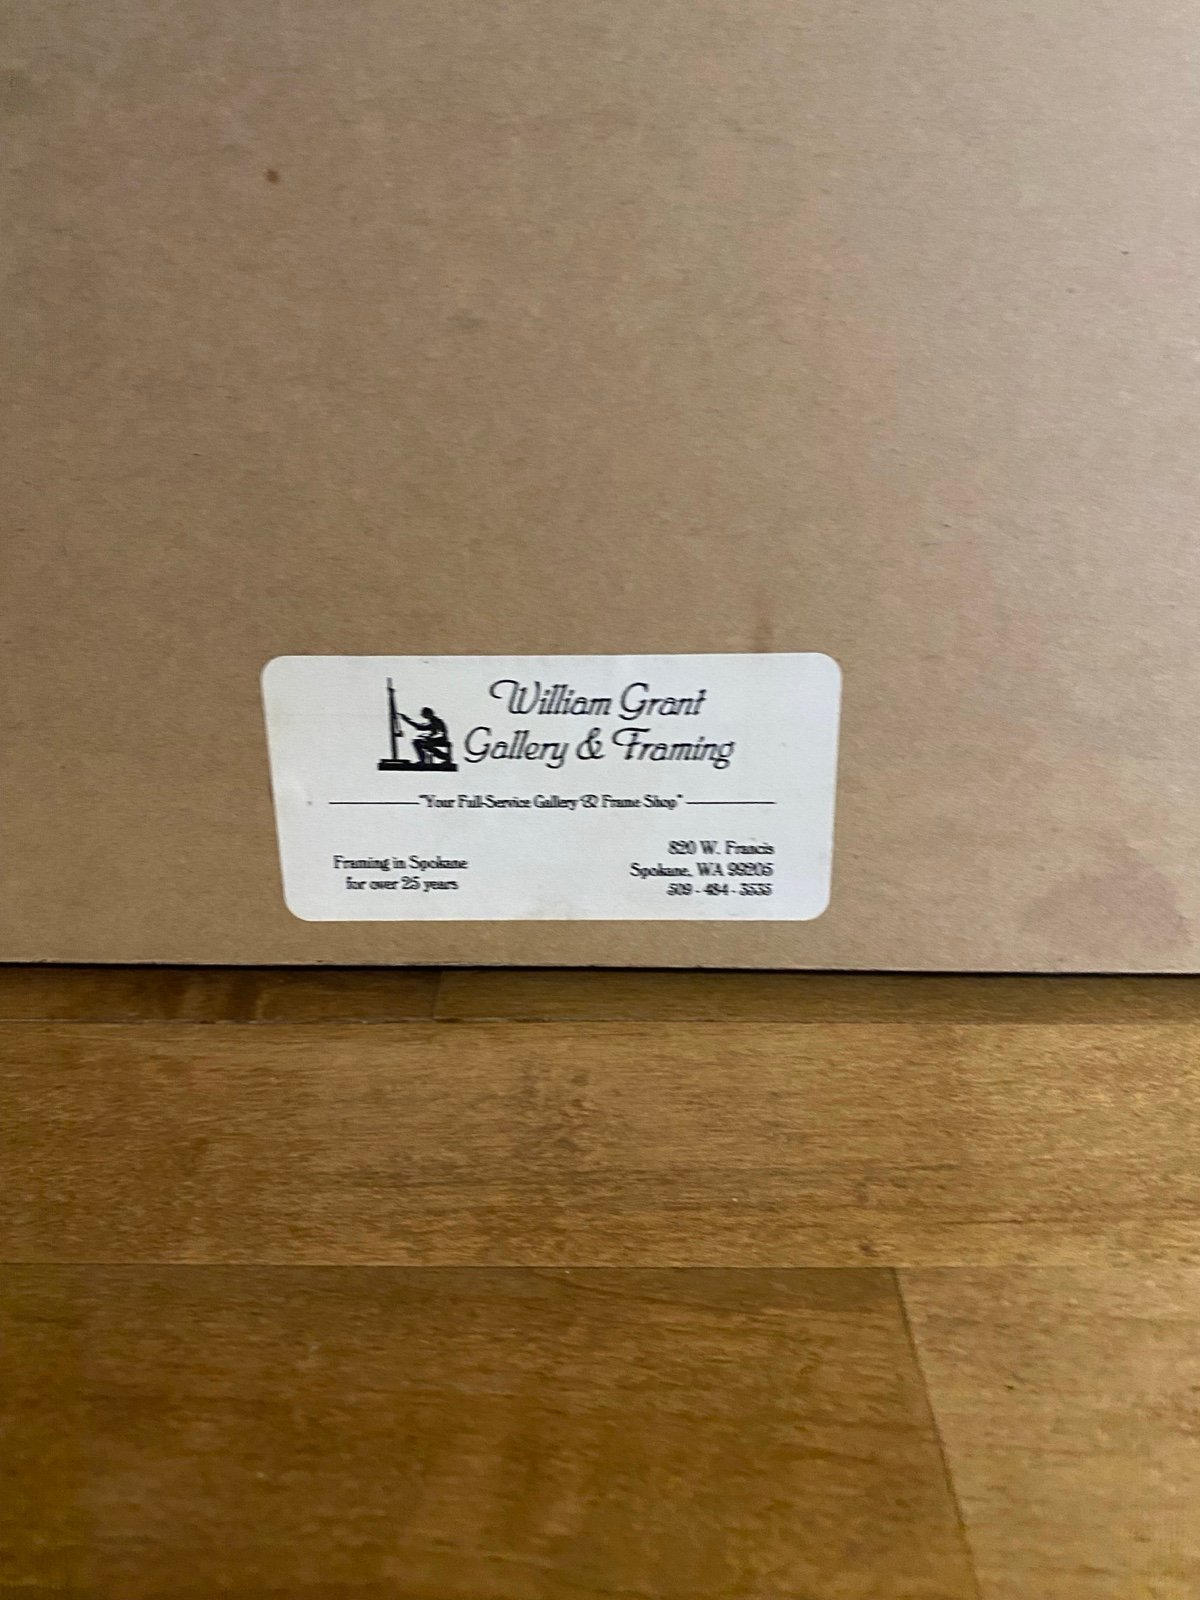 William Grant
Gallery & Framing
"Your Full-Service Gallery & Frame Shop"
Framing in Spokane
for over 25 years
820 W. Francis
Spokane, WA 99205
509 - 484 - 3535